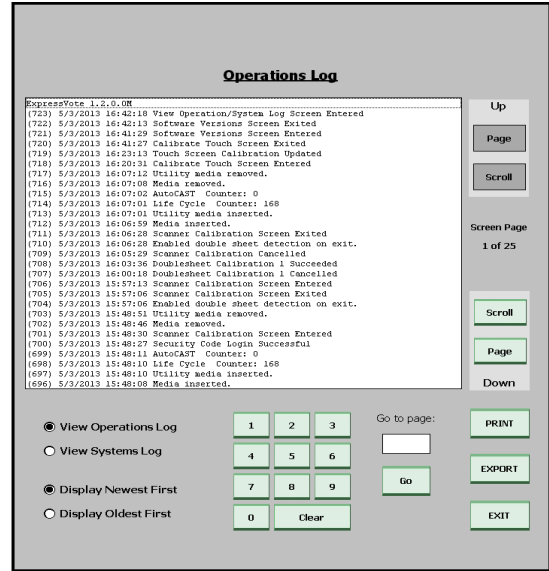 Operations Log
ExpressVote 1.2.0.0M
(723) 5/3/2013 16:42:18 View Operation/System Log Screen Entered
(722) 5/3/2013 16:42:13 Software Versions Screen Exited
(721) 5/3/2013 16:41:29 Software Versions Screen Entered
(720) 5/3/2013 16:41:27 Calibrate Touch Screen Exited
(719) 5/3/2013 16:23:13 Touch Screen Calibration Updated
(718) 5/3/2013 16:20:31 Calibrate Touch Screen Entered
(717) 5/3/2013 16:07:12 Utility media removed.
(716) 5/3/2013 16:07:08 Media removed.
(715) 5/3/2013 16:07:02 AutoCAST Counter: 0
(714) 5/3/2013 16:07:01 Life Cycle Counter: 168
(713) 5/3/2013 16:07:01 Utility media inserted.
(712) 5/3/2013 16:06:59 Media inserted.
(711) 5/3/2013 16:06:28 Scanner Calibration Screen Exited
(710) 5/3/2013 16:06:28 Enabled double sheet detection on exit.
(709) 5/3/2013 16:05:29 Scanner Calibration Cancelled
(708) 5/3/2013 16:03:36 Doublesheet Calibration 1 Succeeded
(707) 5/3/2013 16:00:18 Doublesheet Calibration 1 Cancelled
(706) 5/3/2013 15:57:13 Scanner Calibration Screen Entered
(705) 5/3/2013 15:57:06 Scanner Calibration Screen Exited
(704) 5/3/2013 15:57:06 Enabled double sheet detection on exit.
(703) 5/3/2013 15:48:51 Utility media removed.
(702) 5/3/2013 15:48:46 Media removed.
(701) 5/3/2013 15:48:30 Scanner Calibration Screen Entered
(700) 5/3/2013 15:48:27 Security Code Login Successful
(699) 5/3/2013 15:48:11 AutoCAST Counter: 0
(698) 5/3/2013 15:48:10 Life Cycle Counter: 168
(697) 5/3/2013 15:48:10 Utility media inserted.
(696) 5/3/2013 15:48:08 Media inserted.
Up
Page
Scroll
Screen Page
1 of 25
Scroll
Page
Down
View Operations Log
View Systems Log
Display Newest First
Display Oldest First
1 2 3
4 5 6
7 8 9
0 Clear
Go to page:
Go
PRINT
EXPORT
EXIT